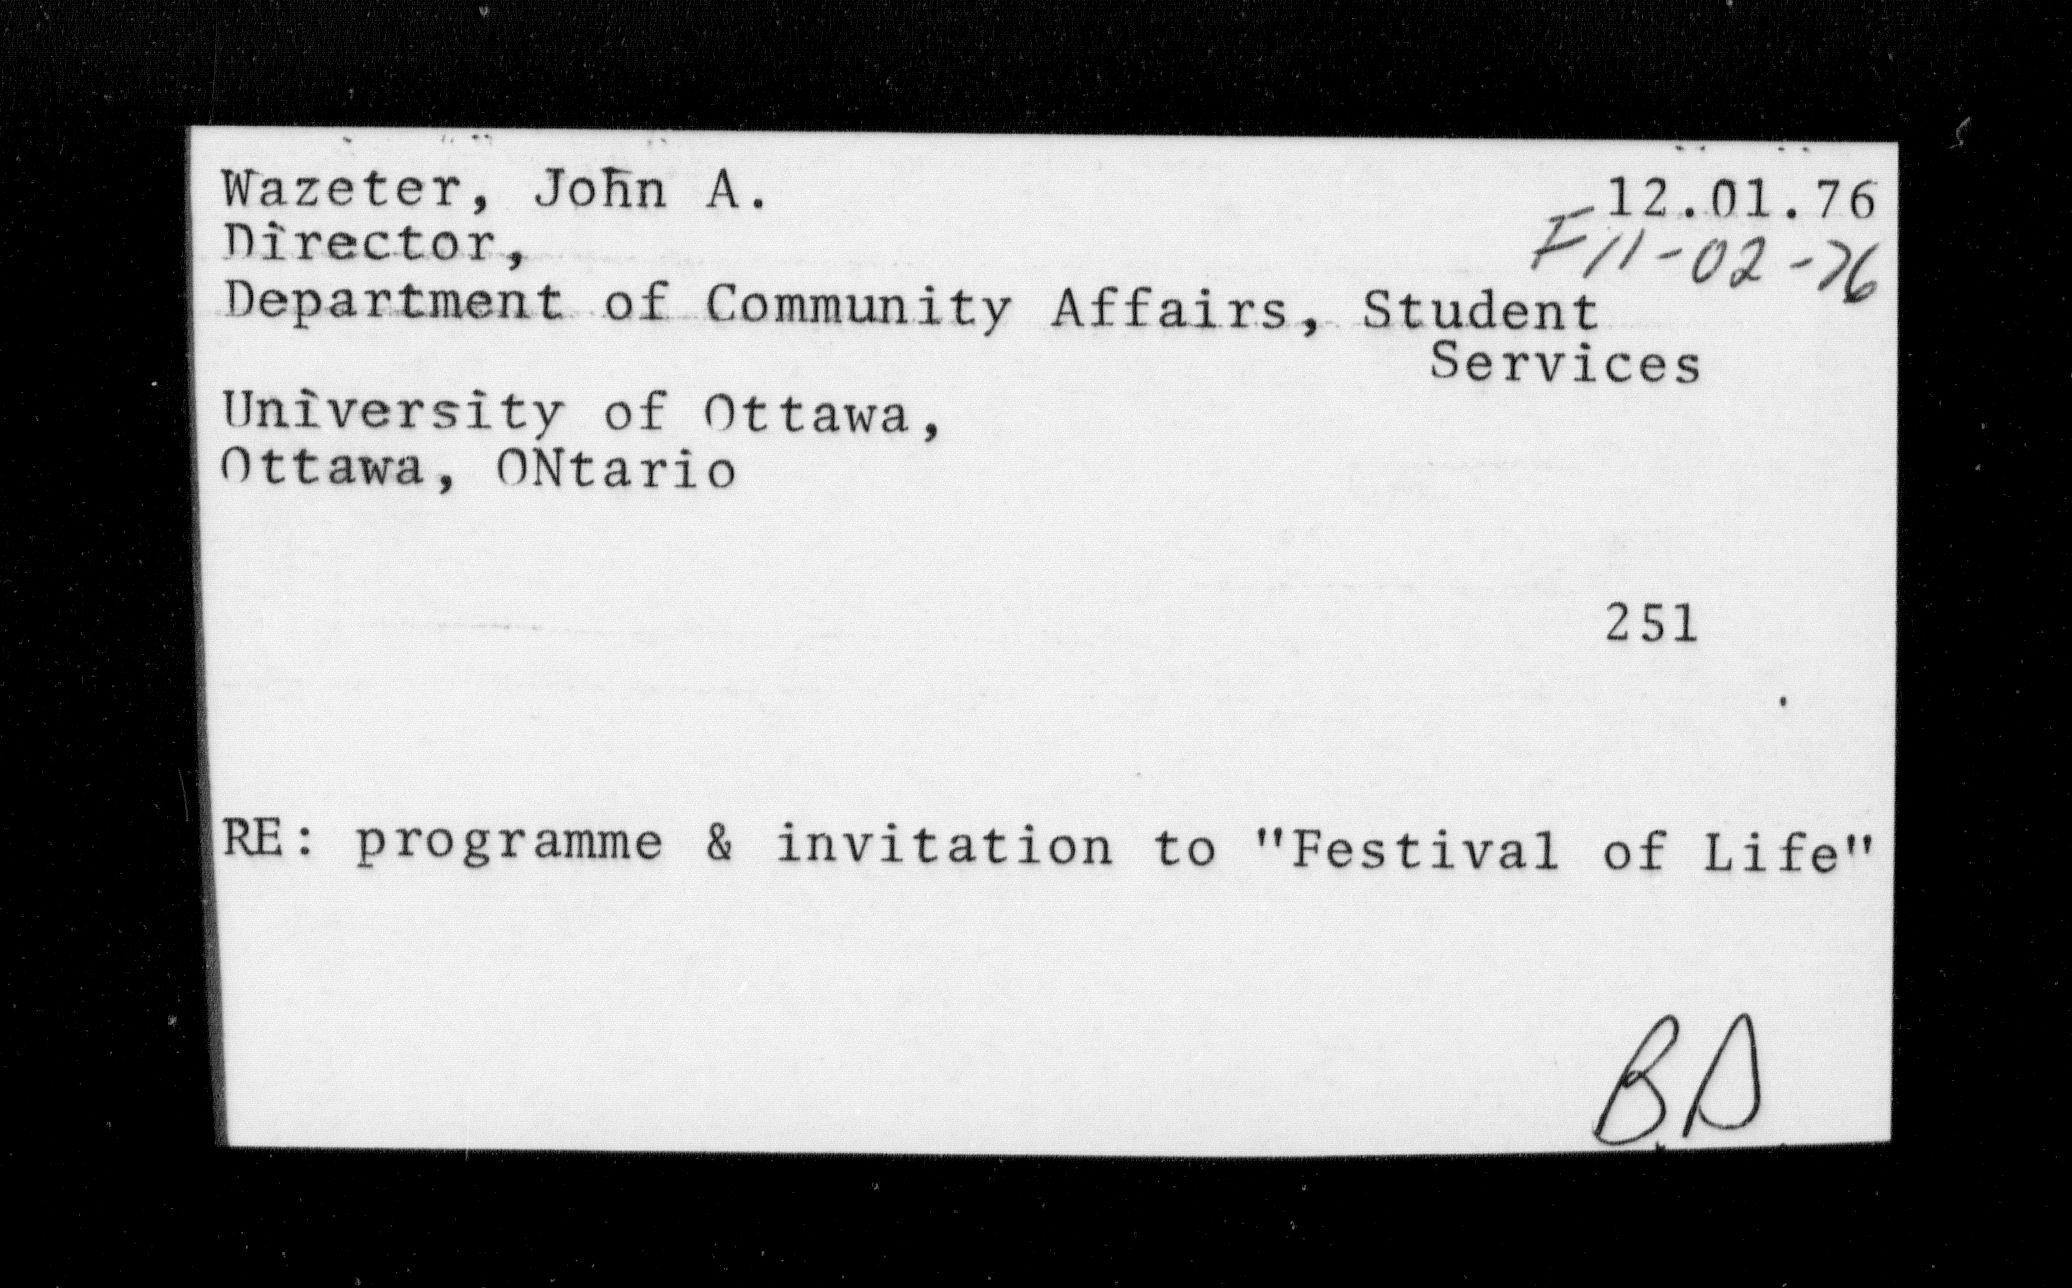 Wazeter, John A. 12.01.76
Director, F11-02-76
Department of Community Affairs, Student
Services
University of Ottawa,
Ottawa, ONtario
251
RE: programme & invitation to "Festival of Life"
B.D